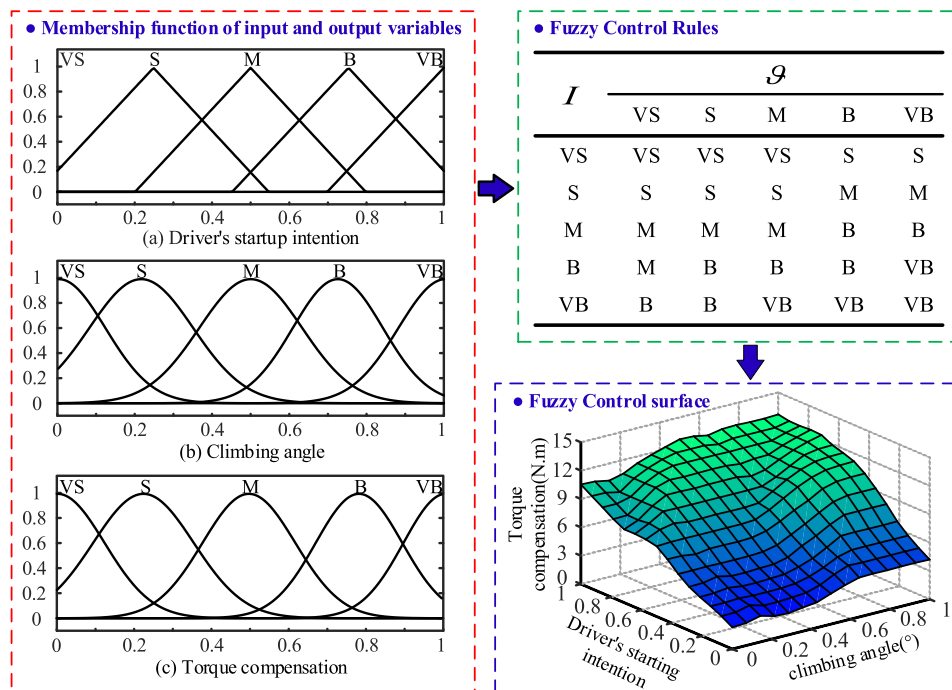 ● Membership function of input and output variables
VS S M B VB
1
0.8
0.6
0.4
0.2
0
0 0.2 0.4 0.6 0.8 1
(a) Driver's startup intention
VS S M B VB
1
0.8
0.6
0.4
0.2
0
0 0.2 0.4 0.6 0.8 1
(b) Climbing angle
VS S M B VB
1
0.8
0.6
0.4
0.2
0
0 0.2 0.4 0.6 0.8 1
(c) Torque compensation
● Fuzzy Control Rules
I ϑ
VS S M B VB
VS VS VS VS S S
S S S S M M
M M M M B B
B M B B B VB
VB B B VB VB VB
● Fuzzy Control surface
Torque
compensation(N.m)
15
12
9
6
3
0
1 0.8 0.6 0.4 0.2 0
Driver's starting
intention
0 0.2 0.4 0.6 0.8 1
climbing angle(°)